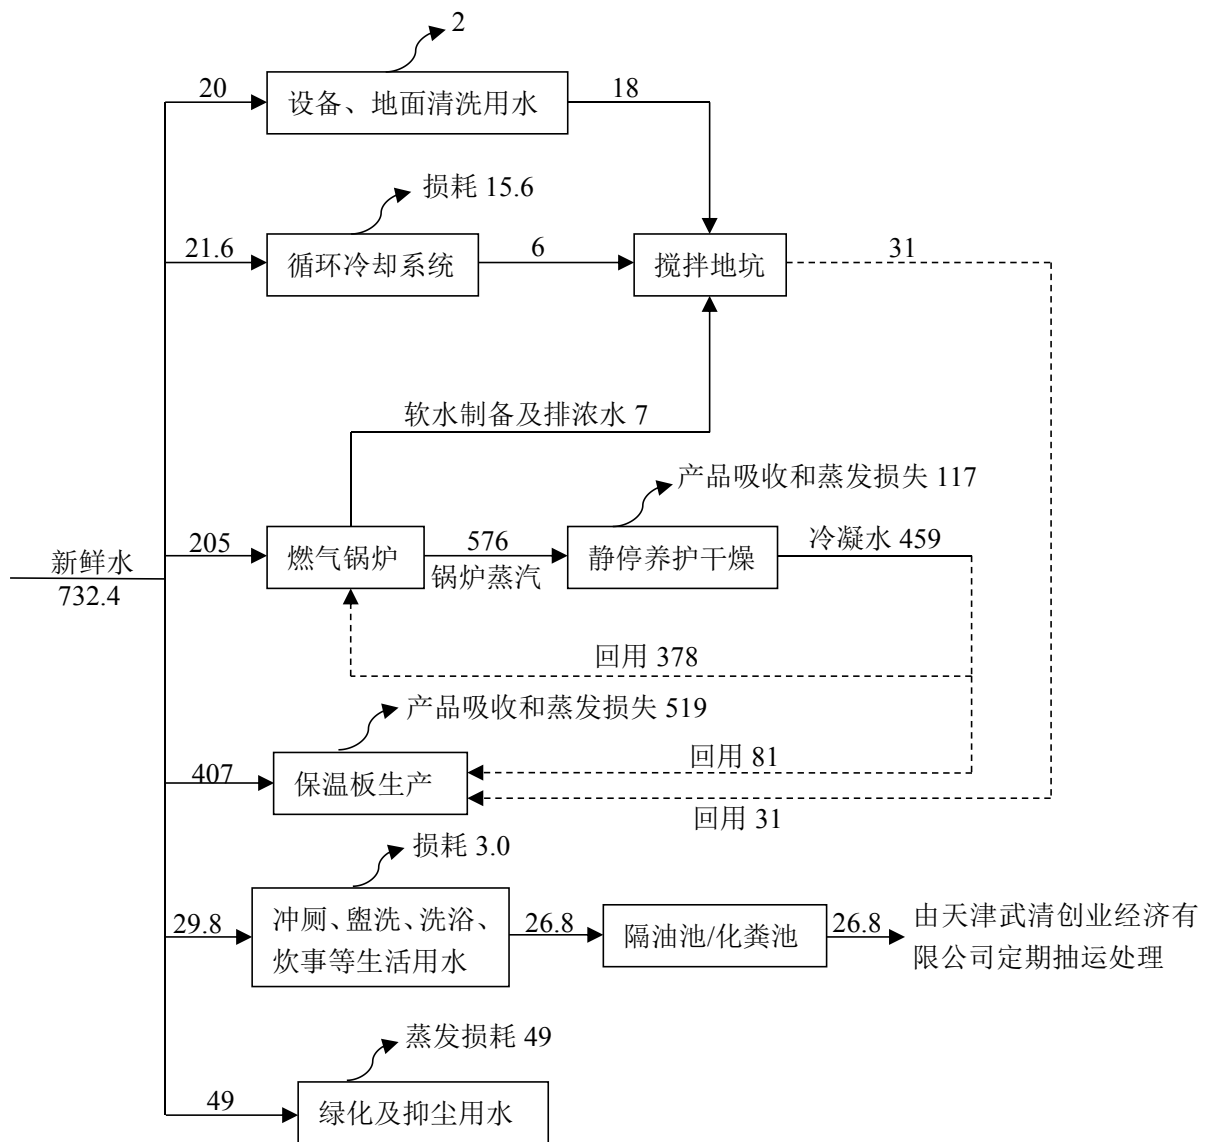 2
20
设备、地面清洗用水
18
损耗 15.6
21.6
循环冷却系统
6
搅拌地坑
31
软水制备及排浓水 7
产品吸收和蒸发损失 117
新鲜水
732.4
205
燃气锅炉
576
锅炉蒸汽
静停养护干燥
冷凝水 459
回用 378
产品吸收和蒸发损失 519
407
保温板生产
回用 81
回用 31
损耗 3.0
29.8
冲厕、盥洗、洗浴、
炊事等生活用水
26.8
隔油池/化粪池
26.8
由天津武清创业经济有
限公司定期抽运处理
蒸发损耗 49
49
绿化及抑尘用水